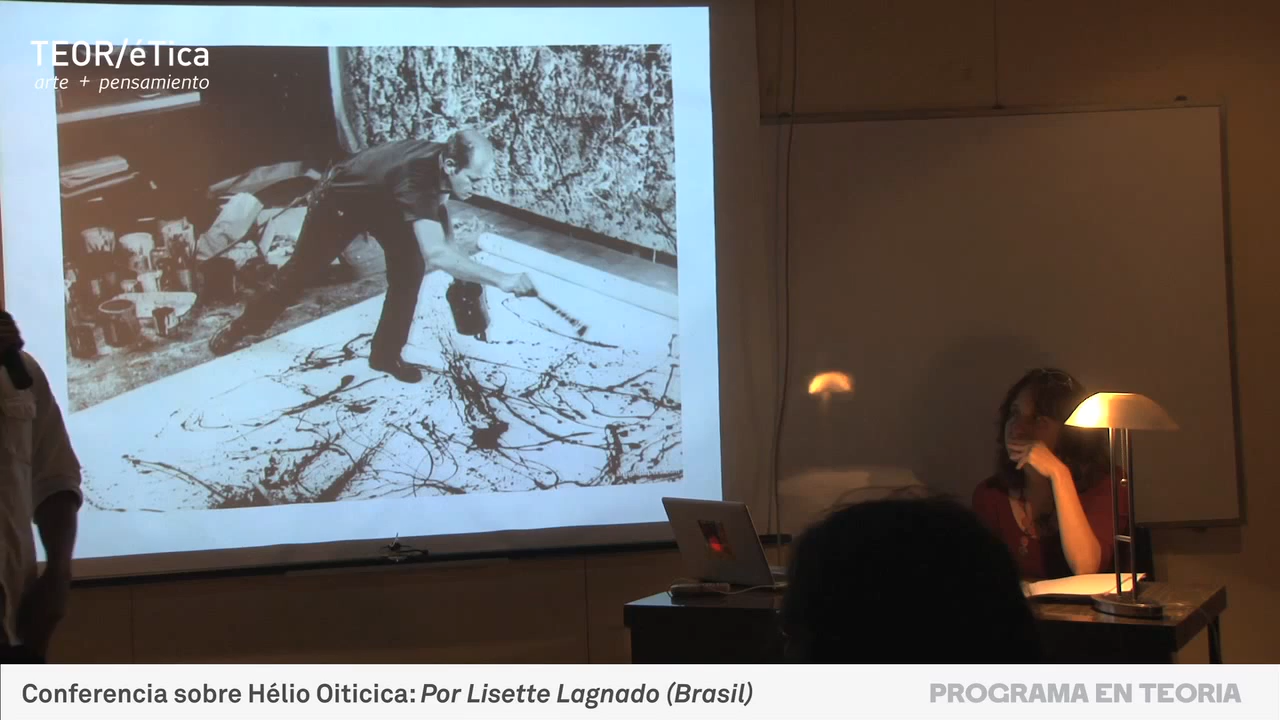 TEOR/éTica
arte + pensamiento
Conferencia sobre Hélio Oiticica: Por Lisette Lagnado (Brasil)
PROGRAMA EN TEORIA